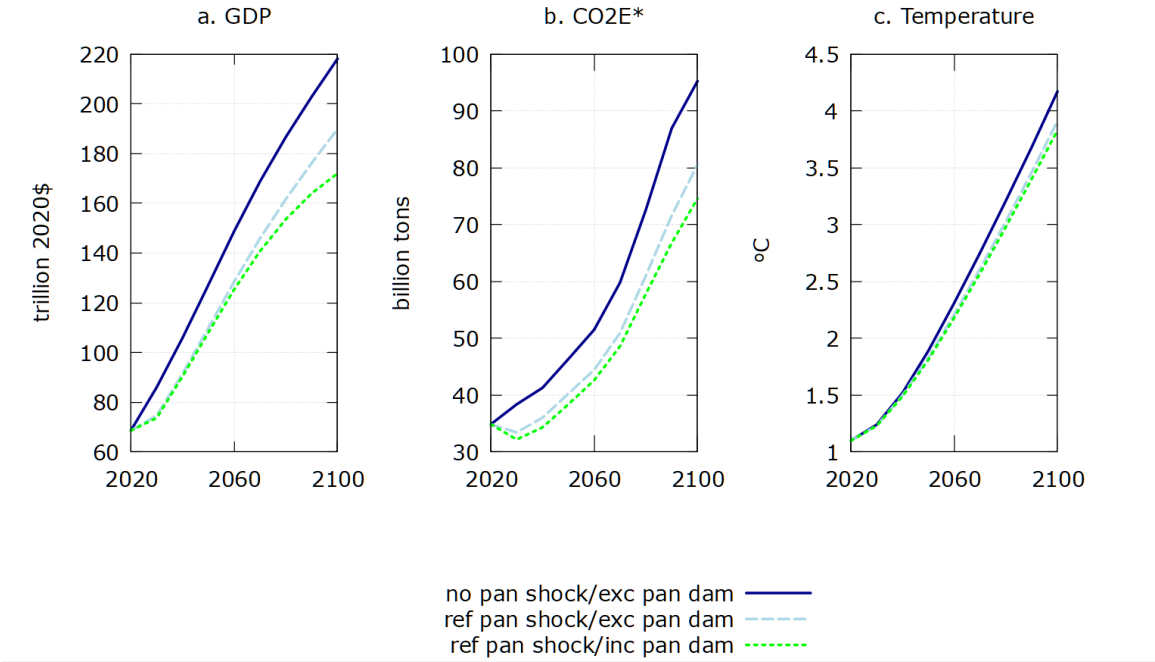 a. GDP
trillion 2020$
220
200
180
160
140
120
100
80
60
2020 2060 2100
b. CO2E*
billion tons
100
90
80
70
60
50
40
30
2020 2060 2100
c. Temperature
ºC
4.5
4
3.5
3
2.5
2
1.5
1
2020 2060 2100
no pan shock/exc pan dam
ref pan shock/exc pan dam
ref pan shock/inc pan dam